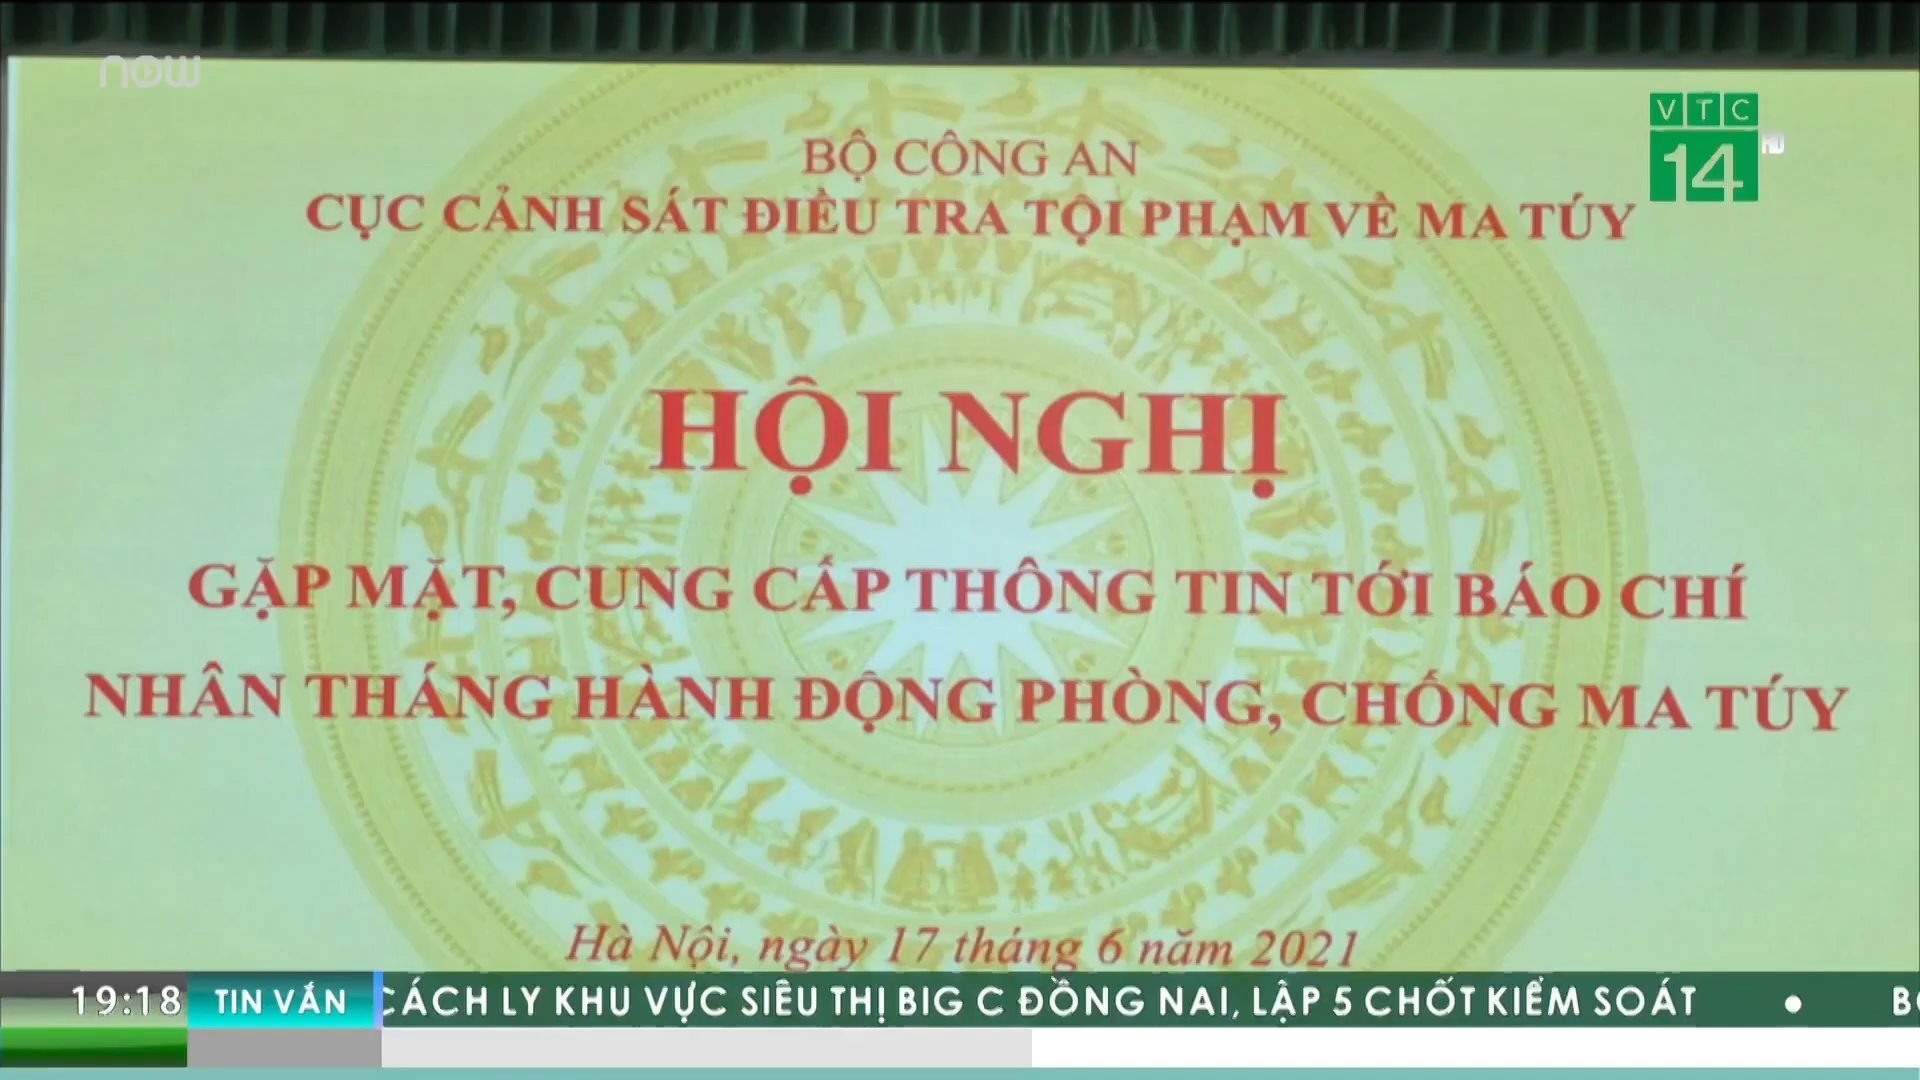 now
VTC
14
HD
BỘ CÔNG AN
CỤC CẢNH SÁT ĐIỀU TRA TỘI PHẠM VỀ MA TÚY
HỘI NGHỊ
GẶP MẶT, CUNG CẤP THÔNG TIN TỚI BÁO CHÍ
NHÂN THÁNG HÀNH ĐỘNG PHÒNG, CHỐNG MA TÚY
Hà Nội, ngày 17 tháng 6 năm 2021
19:18 TIN VẮN CÁCH LY KHU VỰC SIÊU THỊ BIG C ĐỒNG NAI, LẬP 5 CHỐT KIỂM SOÁT •